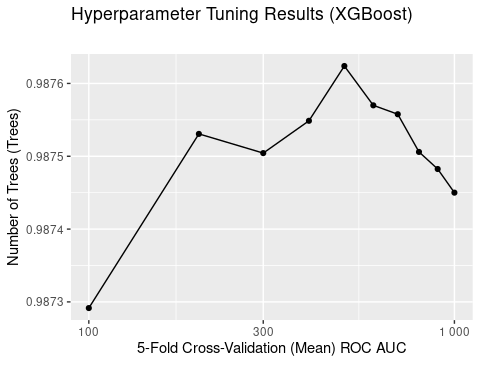 Hyperparameter Tuning Results (XGBoost)
0.9876
0.9875
0.9874
0.9873
Number of Trees (Trees)
100
300
1 000
5-Fold Cross-Validation (Mean) ROC AUC